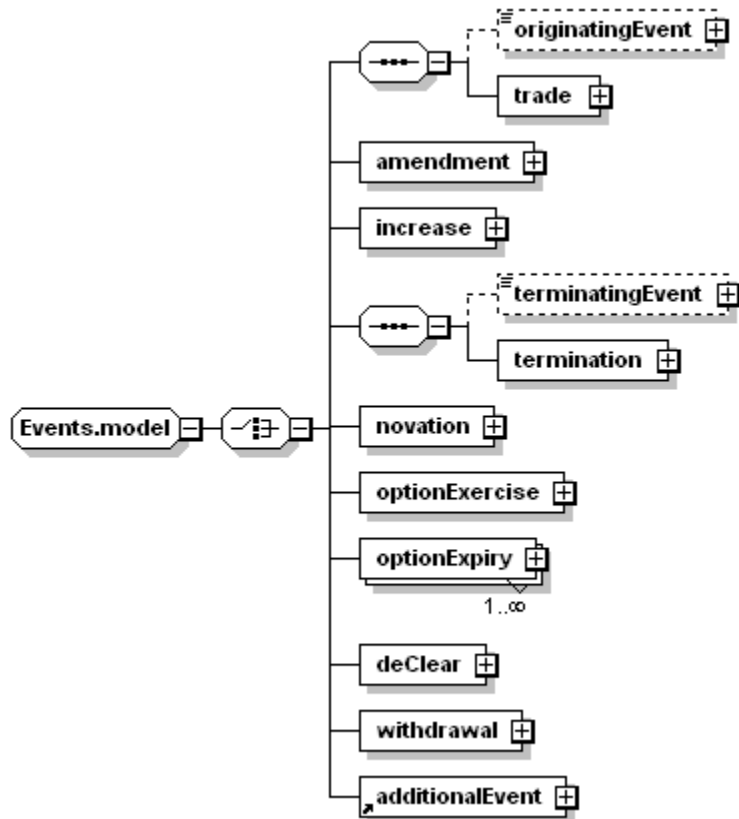 originatingEvent
trade
amendment
increase
terminatingEvent
termination
Events.model
novation
optionExercise
optionExpiry
1..∞
deClear
withdrawal
additionalEvent